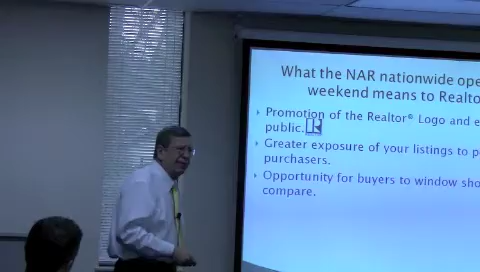 What the NAR nationwide ope
weekend means to Realto
Promotion of the Realtor® Logo and e
public.
Greater exposure of your listings to p
purchasers.
Opportunity for buyers to window sho
compare.